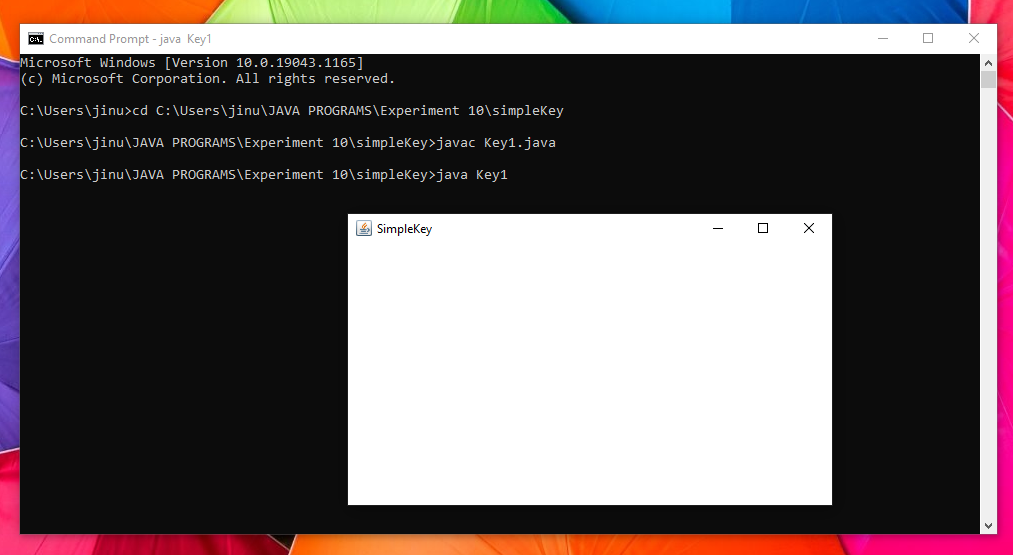 Command Prompt - java  Key1
Microsoft Windows [Version 10.0.19043.1165]
(c) Microsoft Corporation. All rights reserved.
C:\Users\jinu>cd C:\Users\jinu\JAVA PROGRAMS\Experiment 10\simpleKey
C:\Users\jinu\JAVA PROGRAMS\Experiment 10\simpleKey>javac Key1.java
C:\Users\jinu\JAVA PROGRAMS\Experiment 10\simpleKey>java Key1
SimpleKey